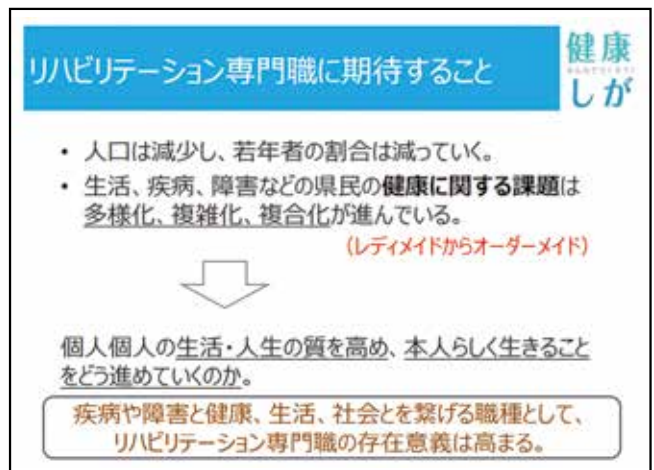 リハビリテーション専門職に期待すること
健康
しが
・ 人口は減少し、若年者の割合は減っていく。
・ 生活、疾病、障害などの県民の健康に関する課題は
多様化、複雑化、複合化が進んでいる。
(レディメイドからオーダーメイド)
個人個人の生活・人生の質を高め、本人らしく生きること
をどう進めていくのか。
疾病や障害と健康、生活、社会とを繋げる職種として、
リハビリテーション専門職の存在意義は高まる。